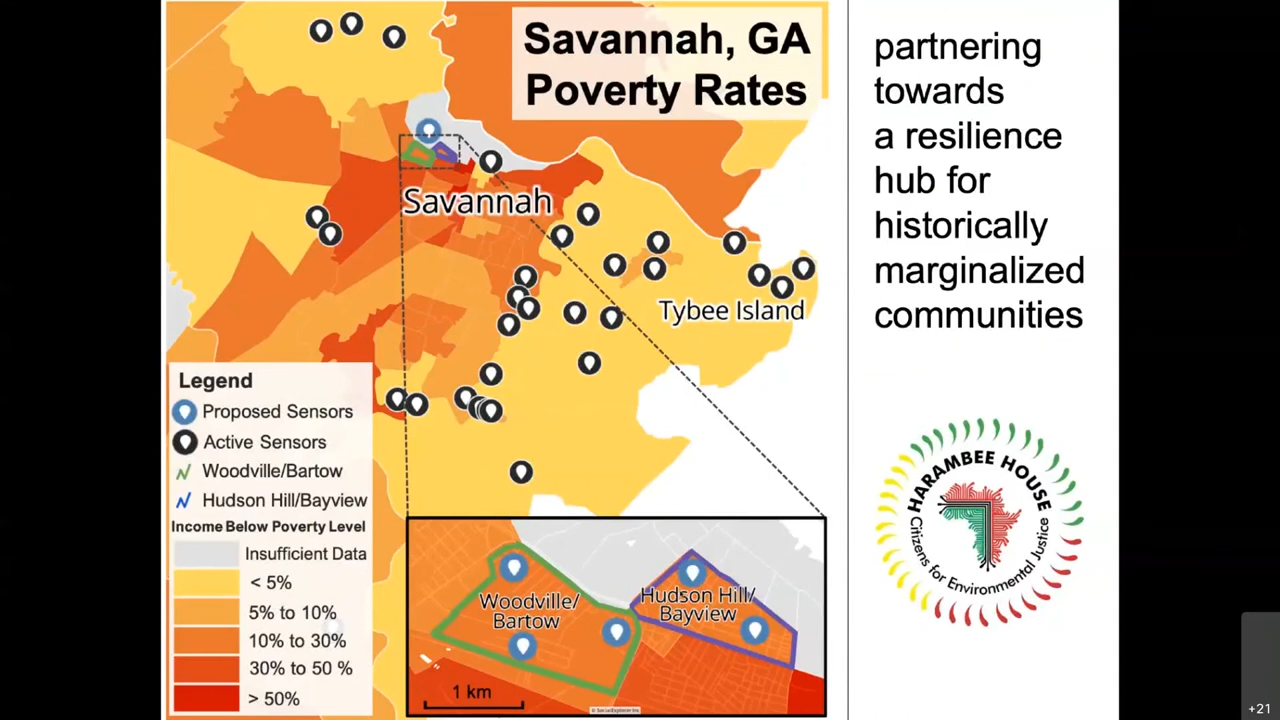 Savannah, GA
Poverty Rates
Savannah
Tybee Island
Legend
Proposed Sensors
Active Sensors
Woodville/Bartow
Hudson Hill/Bayview
Income Below Poverty Level
Insufficient Data
< 5%
5% to 10%
10% to 30%
30% to 50 %
> 50%
Woodville/
Bartow
Hudson Hill/
Bayview
1 km
© SocialExplorer Inc
partnering
towards
a resilience
hub for
historically
marginalized
communities
HARAMBEE HOUSE
Citizens for Environmental Justice
+21